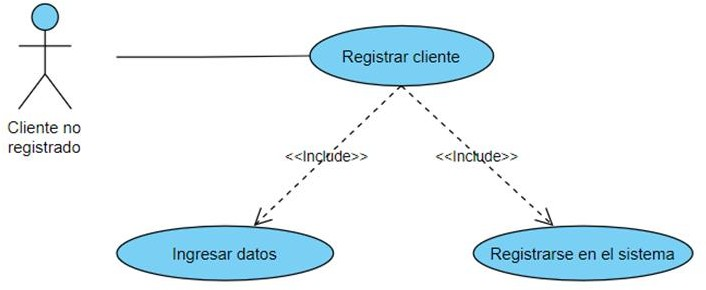 Registrar cliente
Cliente no
registrado
<<Include>>
<<Include>>
Ingresar datos
Registrarse en el sistema